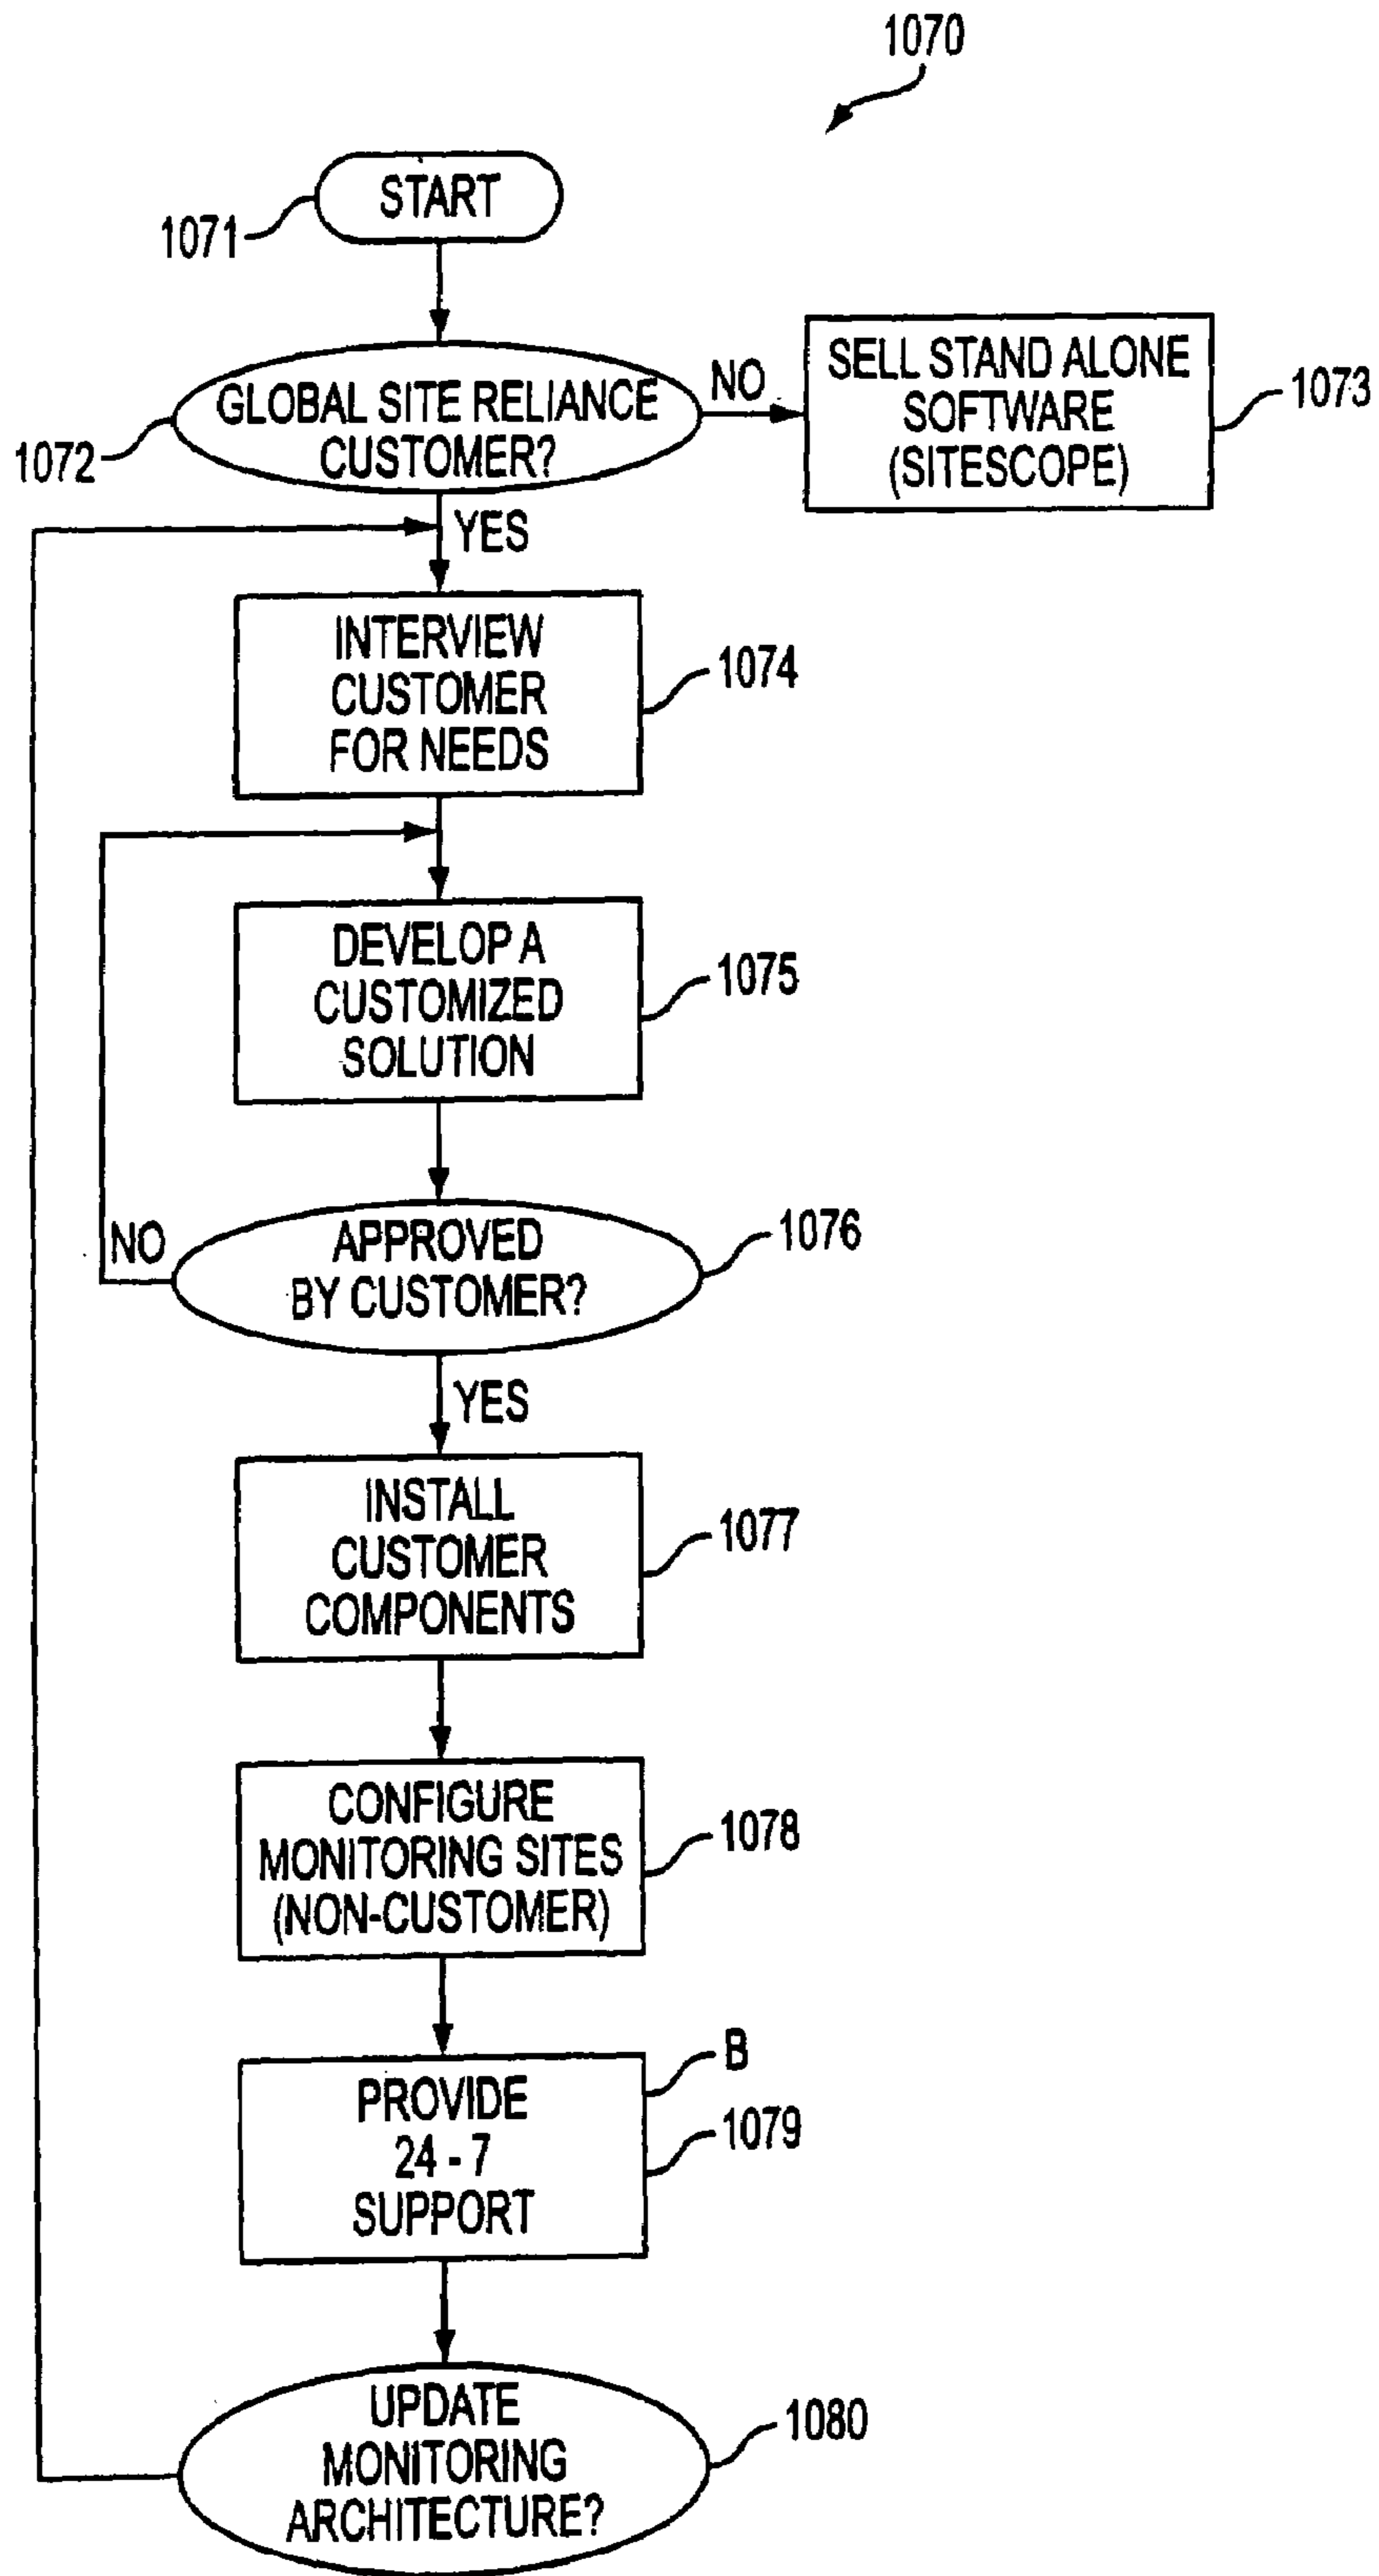 1070
START
1071
GLOBAL SITE RELIANCE
CUSTOMER?
1072
NO
SELL STAND ALONE
SOFTWARE
(SITESCOPE)
1073
YES
INTERVIEW
CUSTOMER
FOR NEEDS
1074
DEVELOP A
CUSTOMIZED
SOLUTION
1075
APPROVED
BY CUSTOMER?
1076
NO
YES
INSTALL
CUSTOMER
COMPONENTS
1077
CONFIGURE
MONITORING SITES
(NON-CUSTOMER)
1078
PROVIDE
24 - 7
SUPPORT
B
1079
UPDATE
MONITORING
ARCHITECTURE?
1080